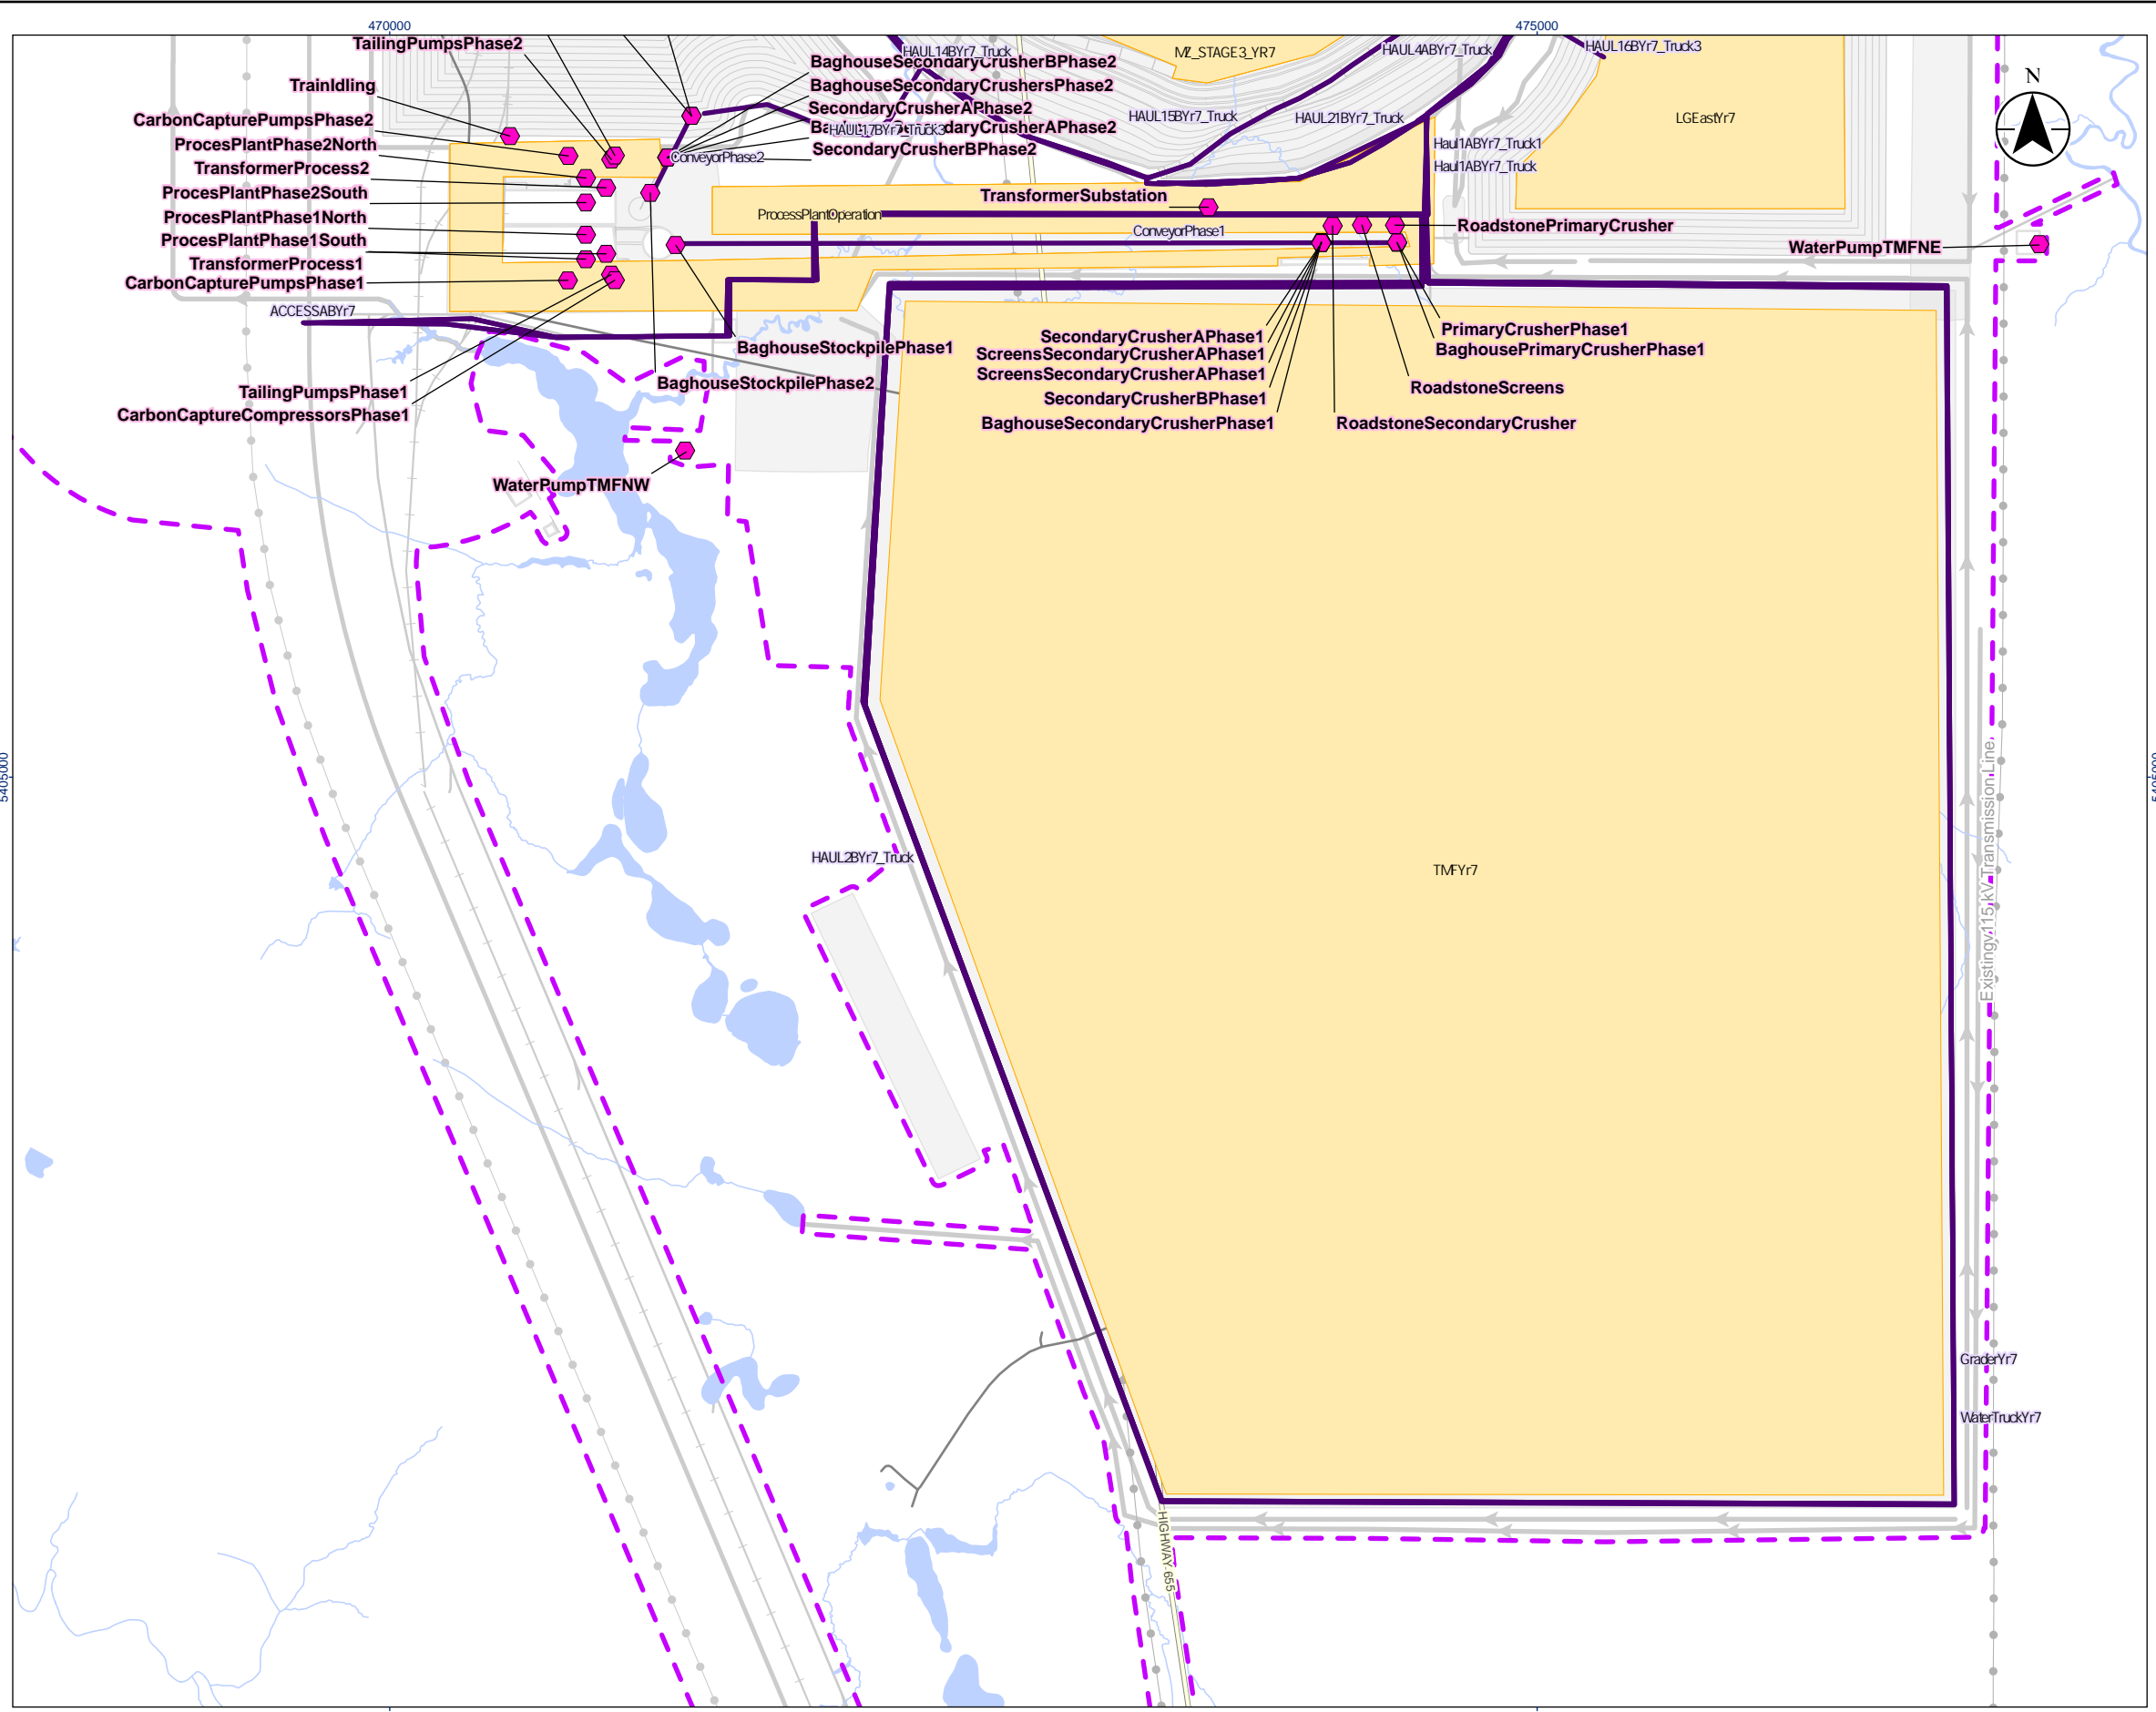 470000
475000
TailingPumpsPhase2
HAUL14BYr7_Truck
MZ_STAGE3_YR7
HAUL4ABYr7_Truck
HAUL16BYr7_Truck3
N
BaghouseSecondaryCrusherBPhase2
TrainIdling
BaghouseSecondaryCrushersPhase2
SecondaryCrusherAPhase2
CarbonCapturePumpsPhase2
HAUL15BYr7_Truck
HAUL21BYr7_Truck
LGEastYr7
HAUL17BYr7_Truck3
ProcesPlantPhase2North
SecondaryCrusherBPhase2
Haul1ABYr7_Truck1
ConveyorPhase2
TransformerProcess2
Haul1ABYr7_Truck
ProcesPlantPhase2South
TransformerSubstation
ProcesPlantPhase1North
ProcessPlantOperation
RoadstonePrimaryCrusher
ProcesPlantPhase1South
ConveyorPhase1
WaterPumpTMFNE
TransformerProcess1
CarbonCapturePumpsPhase1
ACCESSABYr7
SecondaryCrusherAPhase1
PrimaryCrusherPhase1
BaghouseStockpilePhase1
ScreensSecondaryCrusherAPhase1
BaghousePrimaryCrusherPhase1
ScreensSecondaryCrusherAPhase1
BaghouseStockpilePhase2
RoadstoneScreens
TailingPumpsPhase1
SecondaryCrusherBPhase1
CarbonCaptureCompressorsPhase1
BaghouseSecondaryCrusherPhase1
RoadstoneSecondaryCrusher
WaterPumpTMFNW
5405000
HAUL2BYr7_Truck
TMFYr7
Existing 115 kV Transmission Line
GraderYr7
WaterTruckYr7
HIGHWAY 655